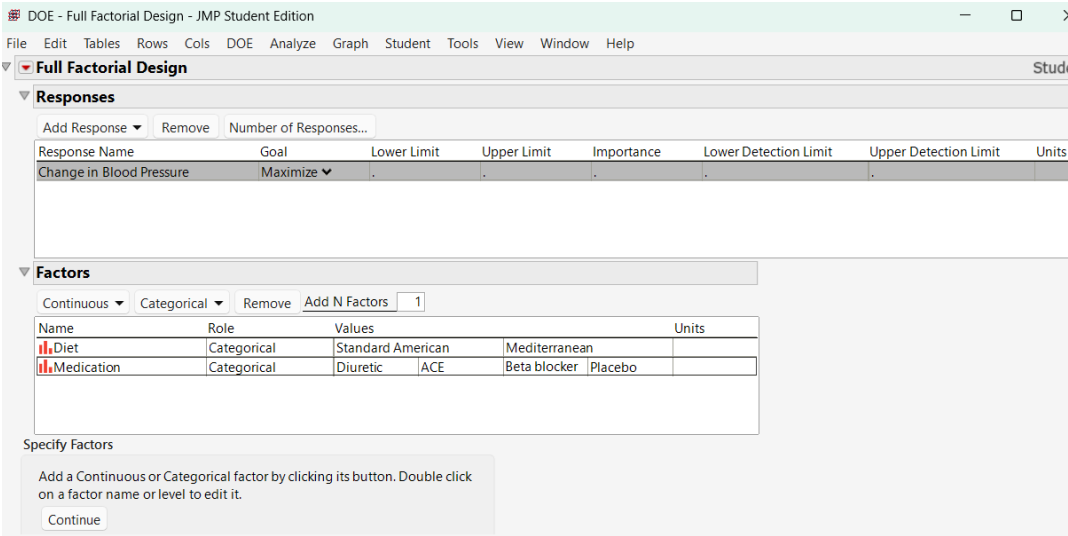 DOE - Full Factorial Design - JMP Student Edition
File Edit Tables Rows Cols DOE Analyze Graph Student Tools View Window Help
Full Factorial Design Stude
Responses
Add Response Remove Number of Responses...
Response Name Goal Lower Limit Upper Limit Importance Lower Detection Limit Upper Detection Limit Units
Change in Blood Pressure Maximize . . . . .
Factors
Continuous Categorical Remove Add N Factors 1
Name Role Values Units
Diet Categorical Standard American Mediterranean
Medication Categorical Diuretic ACE Beta blocker Placebo
Specify Factors
Add a Continuous or Categorical factor by clicking its button. Double click
on a factor name or level to edit it.
Continue